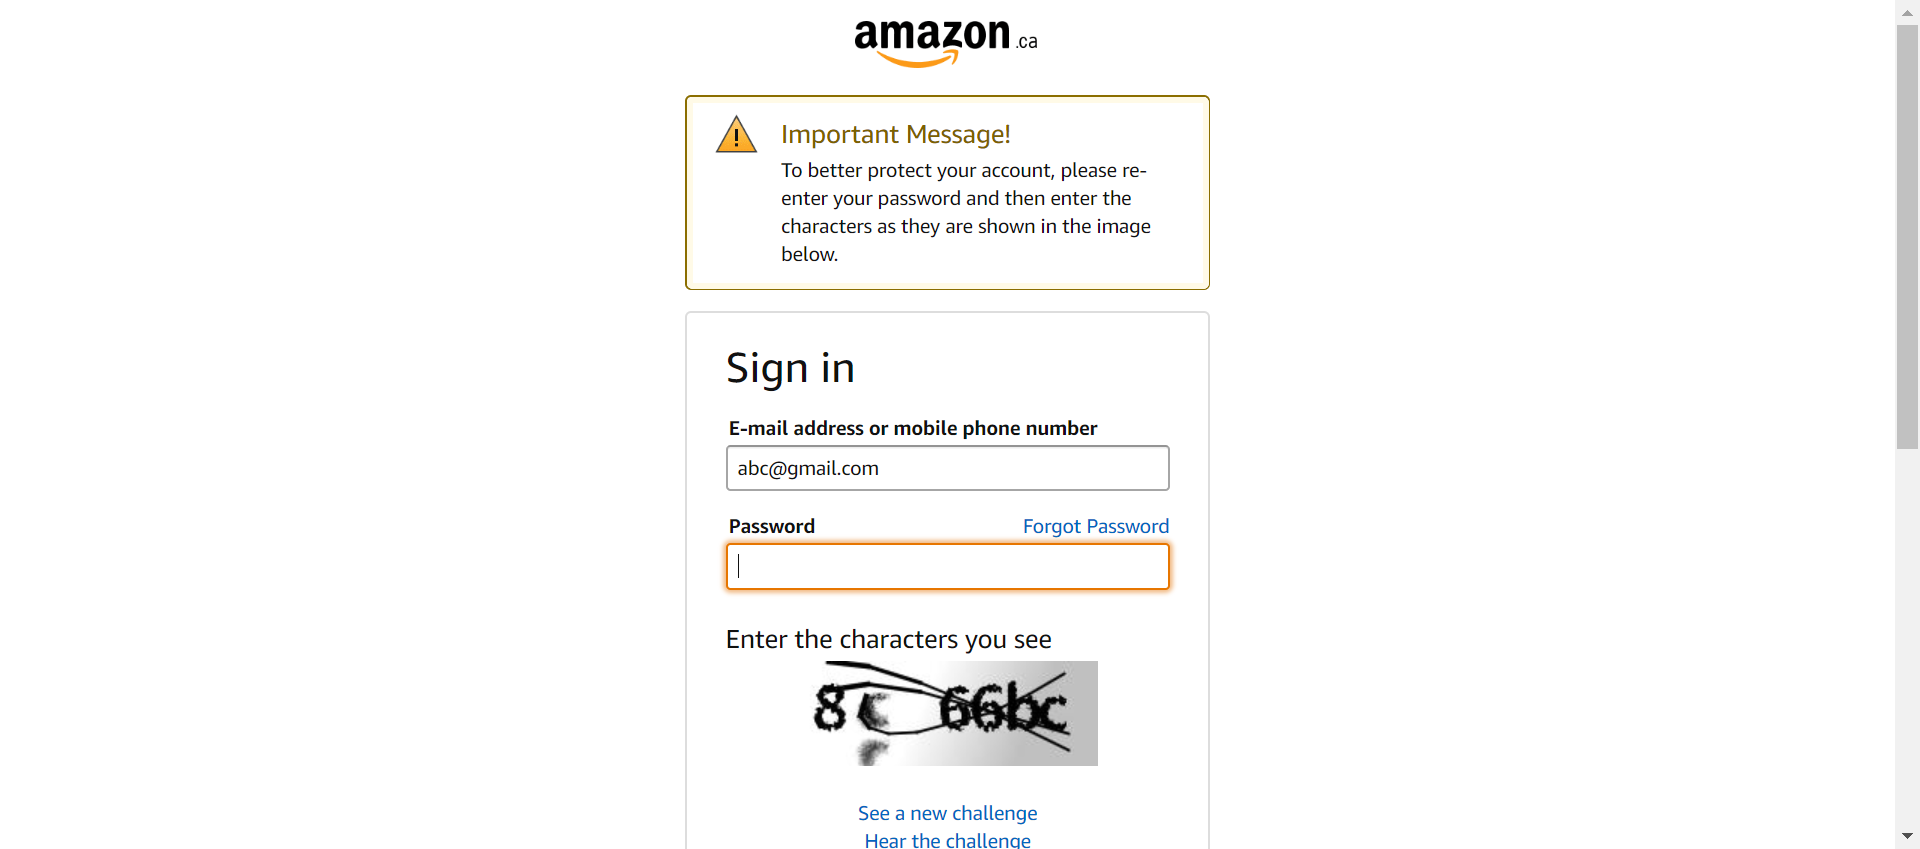 amazon.ca
Important Message!
To better protect your account, please re-
enter your password and then enter the
characters as they are shown in the image
below.
Sign in
E-mail address or mobile phone number
abc@gmail.com
Password
Forgot Password
Enter the characters you see
See a new challenge
Hear the challenge